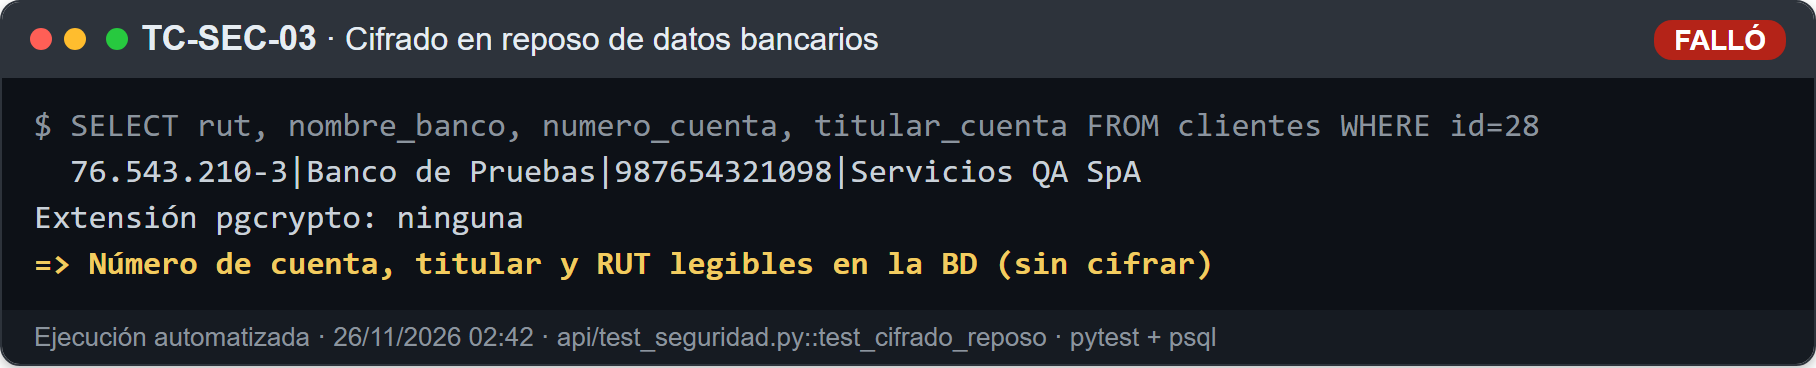 TC-SEC-03 · Cifrado en reposo de datos bancarios
FALLÓ
$ SELECT rut, nombre_banco, numero_cuenta, titular_cuenta FROM clientes WHERE id=28
76.543.210-3|Banco de Pruebas|987654321098|Servicios QA SpA
Extensión pgcrypto: ninguna
=> Número de cuenta, titular y RUT legibles en la BD (sin cifrar)
Ejecución automatizada · 26/11/2026 02:42 · api/test_seguridad.py::test_cifrado_reposo · pytest + psql